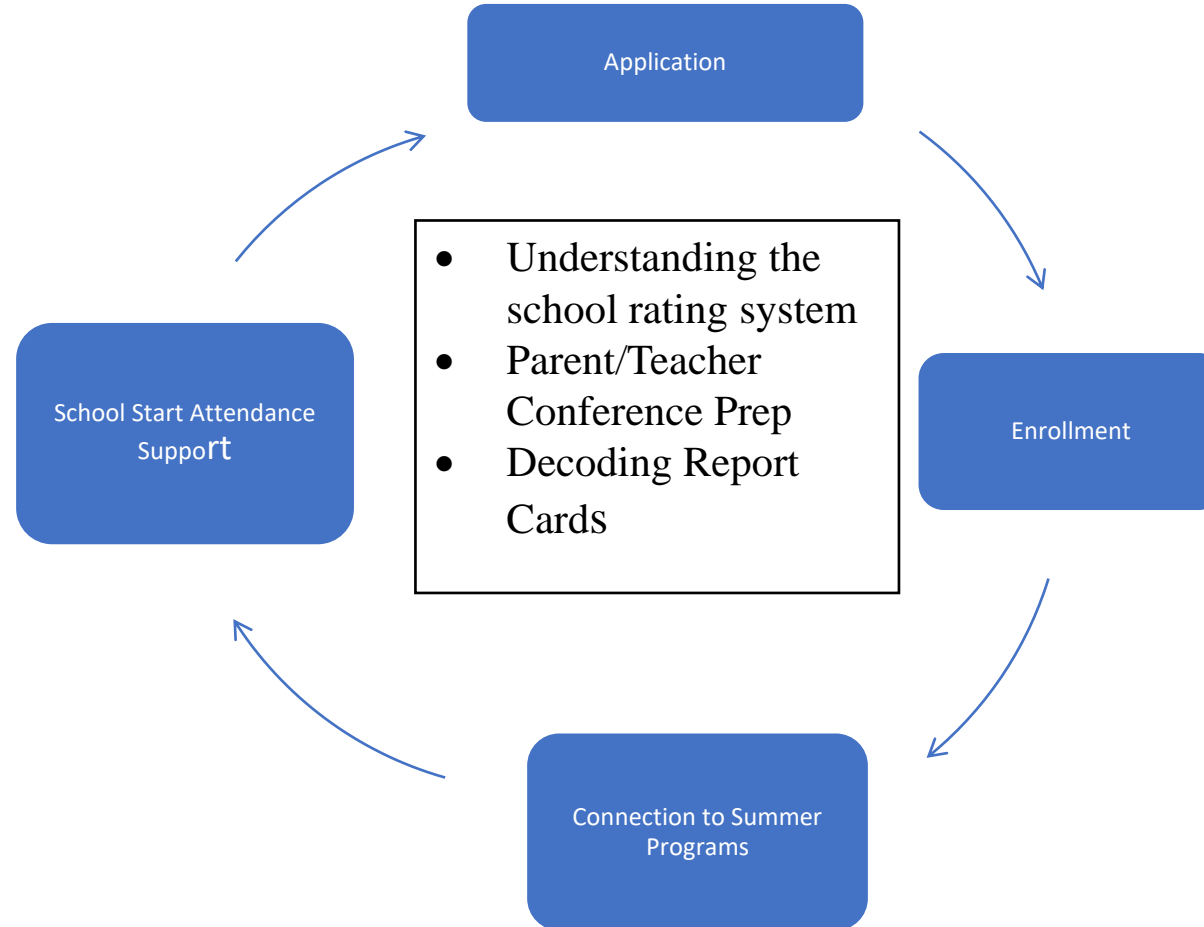 Application
• Understanding the
school rating system
• Parent/Teacher
Conference Prep
• Decoding Report
Cards
School Start Attendance
Support
Enrollment
Connection to Summer
Programs